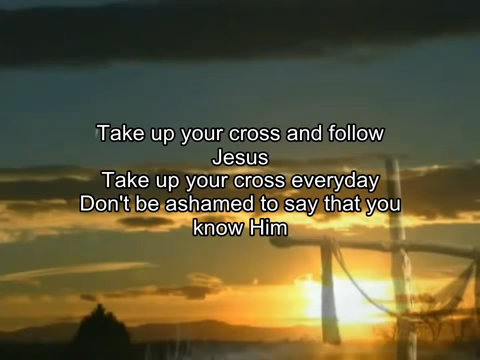 Take up your cross and follow
Jesus
Take up your cross everyday
Don't be ashamed to say that you
know Him